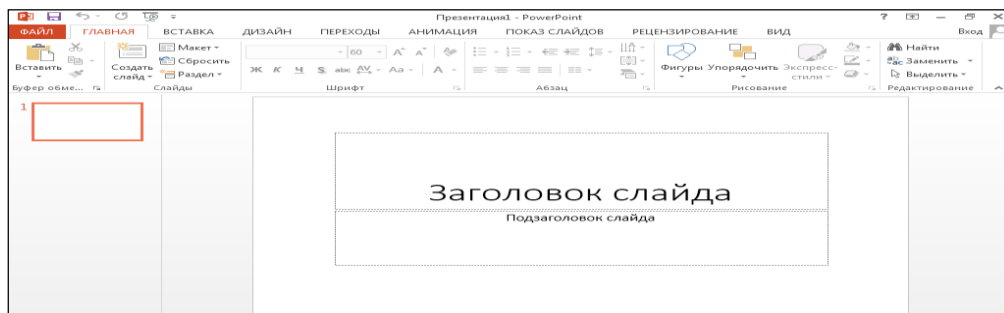 Презентация1 - PowerPoint
ФАЙЛ ГЛАВНАЯ ВСТАВКА ДИЗАЙН ПЕРЕХОДЫ АНИМАЦИЯ ПОКАЗ СЛАЙДОВ РЕЦЕНЗИРОВАНИЕ ВИД Вход
Вставить
Создать слайд
Макет
Сбросить
Раздел
60
Ж К Ч S abc AV Aa A
Фигуры Упорядочить Экспресс-стили
Найти
Заменить
Выделить
Буфер обме... Слайды Шрифт Абзац Рисование Редактирование
1
Заголовок слайда
Подзаголовок слайда